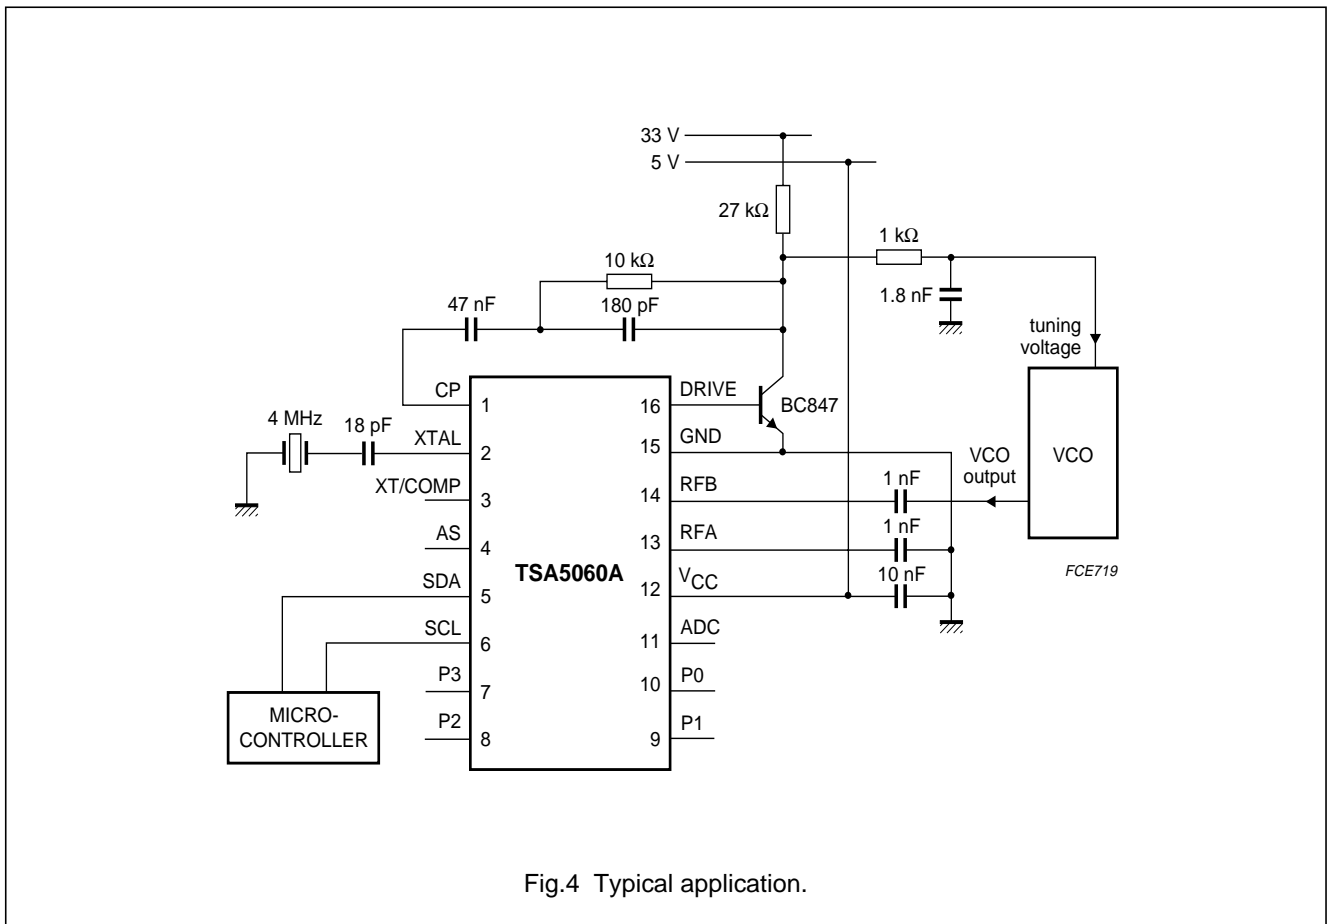 33 V
5 V
27 kΩ
1 kΩ
10 kΩ
1.8 nF
47 nF
180 pF
tuning
voltage
CP
1
DRIVE
16
BC847
4 MHz
18 pF
XTAL
2
GND
15
VCO
output
VCO
XT/COMP
3
RFB
14
1 nF
AS
4
RFA
13
1 nF
TSA5060A
FCE719
SDA
5
VCC
12
10 nF
SCL
6
ADC
11
P3
7
P0
10
MICRO-
CONTROLLER
P2
8
P1
9
Fig.4 Typical application.